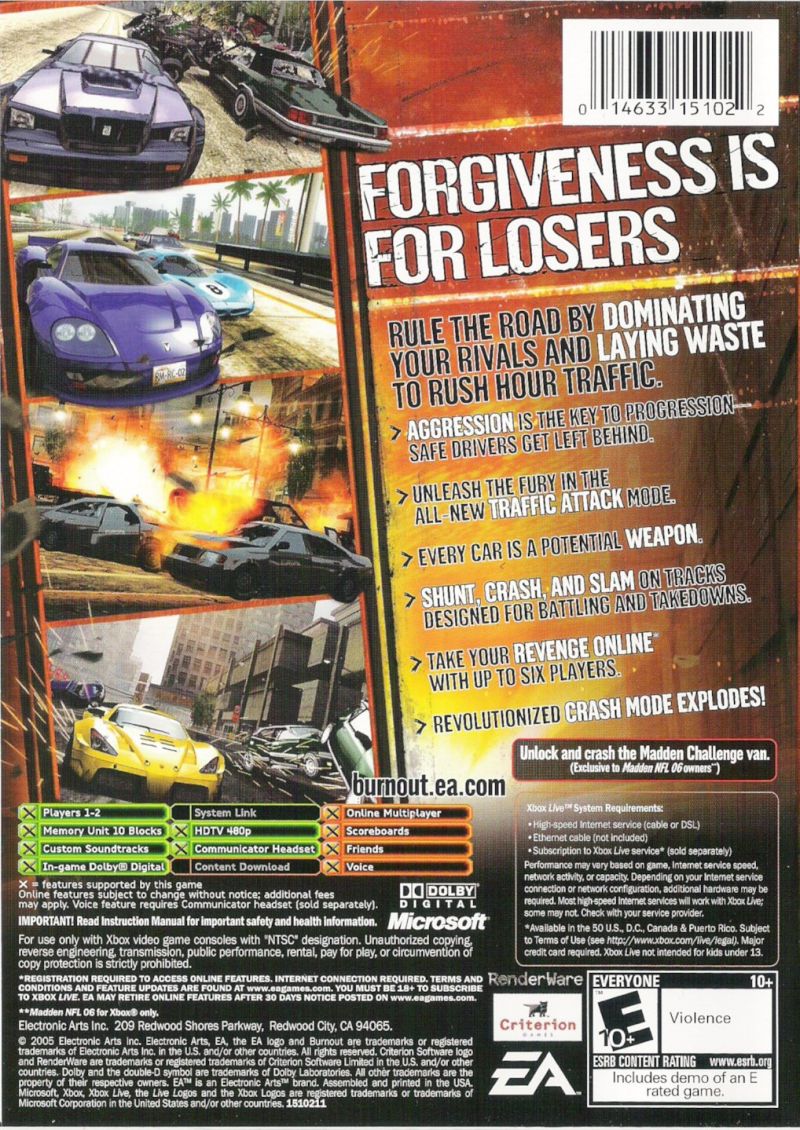 0 14633 15102 2
FORGIVENESS IS
FOR LOSERS
RULE THE ROAD BY DOMINATING
YOUR RIVALS AND LAYING WASTE
TO RUSH HOUR TRAFFIC.
> AGGRESSION IS THE KEY TO PROGRESSION—
SAFE DRIVERS GET LEFT BEHIND.
> UNLEASH THE FURY IN THE
ALL-NEW TRAFFIC ATTACK MODE.
> EVERY CAR IS A POTENTIAL WEAPON.
> SHUNT, CRASH, AND SLAM ON TRACKS
DESIGNED FOR BATTLING AND TAKEDOWNS.
> TAKE YOUR REVENGE ONLINE*
WITH UP TO SIX PLAYERS.
> REVOLUTIONIZED CRASH MODE EXPLODES!
8
BM-RC-02
Unlock and crash the Madden Challenge van.
(Exclusive to Madden NFL 06 owners**)
burnout.ea.com
Players 1-2
Memory Unit 10 Blocks
Custom Soundtracks
In-game Dolby® Digital
System Link
HDTV 480p
Communicator Headset
Content Download
Online Multiplayer
Scoreboards
Friends
Voice
X = features supported by this game
Online features subject to change without notice; additional fees
may apply. Voice feature requires Communicator headset (sold separately).
DOLBY
DIGITAL
IMPORTANT! Read Instruction Manual for important safety and health information.
Microsoft®
For use only with Xbox video game consoles with "NTSC" designation. Unauthorized copying,
reverse engineering, transmission, public performance, rental, pay for play, or circumvention of
copy protection is strictly prohibited.
Xbox Live™ System Requirements:
• High-speed Internet service (cable or DSL)
• Ethernet cable (not included)
• Subscription to Xbox Live service* (sold separately)
Performance may vary based on game, Internet service speed,
network activity, or capacity. Depending on your Internet service
connection or network configuration, additional hardware may be
required. Most high-speed Internet services will work with Xbox Live;
some may not. Check with your service provider.
*Available in the 50 U.S., D.C., Canada & Puerto Rico. Subject
to Terms of Use (see http://www.xbox.com/live/legal). Major
credit card required. Xbox Live not intended for kids under 13.
*REGISTRATION REQUIRED TO ACCESS ONLINE FEATURES. INTERNET CONNECTION REQUIRED. TERMS AND
CONDITIONS AND FEATURE UPDATES ARE FOUND AT www.eagames.com. YOU MUST BE 18+ TO SUBSCRIBE
TO XBOX LIVE. EA MAY RETIRE ONLINE FEATURES AFTER 30 DAYS NOTICE POSTED ON www.eagames.com.
**Madden NFL 06 for Xbox® only.
Electronic Arts Inc. 209 Redwood Shores Parkway, Redwood City, CA 94065.
© 2005 Electronic Arts Inc. Electronic Arts, EA, the EA logo and Burnout are trademarks or registered
trademarks of Electronic Arts Inc. in the U.S. and/or other countries. All rights reserved. Criterion Software logo
and RenderWare are trademarks or registered trademarks of Criterion Software Limited in the U.S. and/or other
countries. Dolby and the double-D symbol are trademarks of Dolby Laboratories. All other trademarks are the
property of their respective owners. EA™ is an Electronic Arts™ brand. Assembled and printed in the USA.
Microsoft, Xbox, Xbox Live, the Live Logos and the Xbox Logos are registered trademarks or trademarks of
Microsoft Corporation in the United States and/or other countries. 1510211
RenderWare
Criterion
GAMES
EA™
EVERYONE 10+
E
10+
Violence
ESRB CONTENT RATING www.esrb.org
Includes demo of an E
rated game.